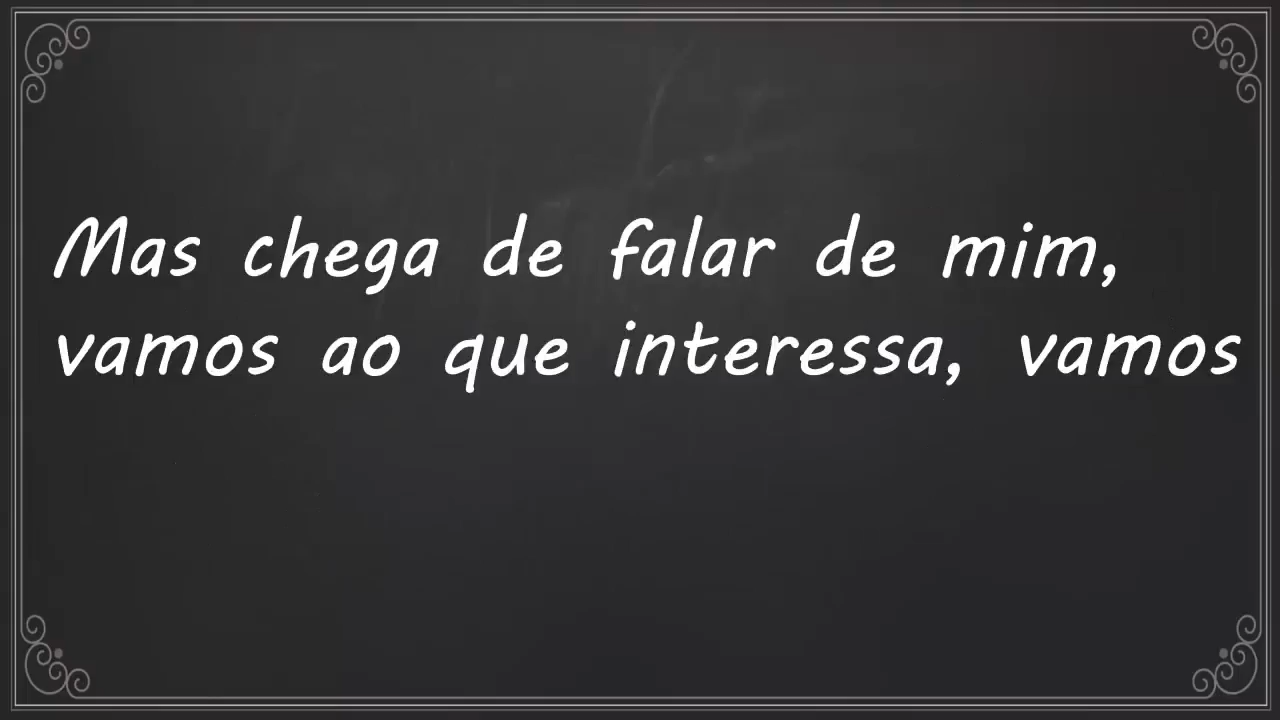 Mas chega de falar de mim,
vamos ao que interessa, vamos